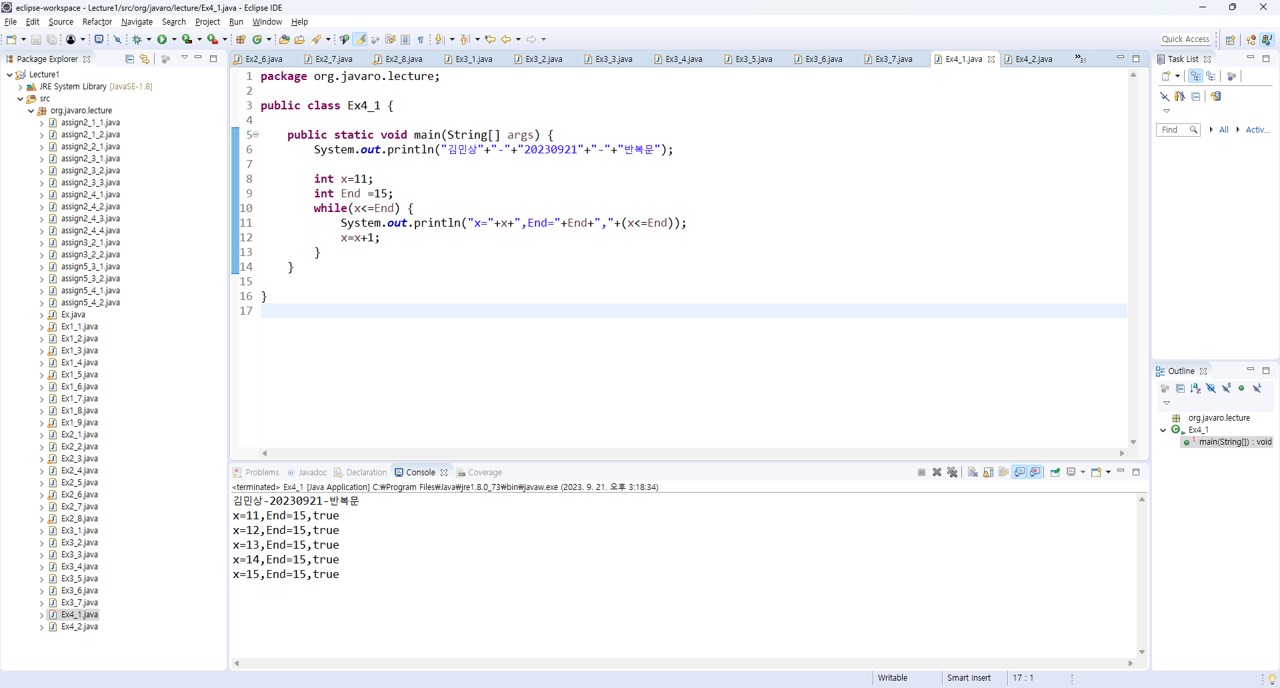 eclipse-workspace - Lecture1/src/org/javaro/lecture/Ex4_1.java - Eclipse IDE
File Edit Source Refactor Navigate Search Project Run Window Help
Quick Access
Package Explorer
Lecture1
JRE System Library [JavaSE-1.8]
src
org.javaro.lecture
assign2_1_1.java
assign2_1_2.java
assign2_2_1.java
assign2_3_1.java
assign2_3_2.java
assign2_3_3.java
assign2_4_1.java
assign2_4_2.java
assign2_4_3.java
assign2_4_4.java
assign3_2_1.java
assign3_2_2.java
assign5_3_1.java
assign5_3_2.java
assign5_4_1.java
assign5_4_2.java
Ex.java
Ex1_1.java
Ex1_2.java
Ex1_3.java
Ex1_4.java
Ex1_5.java
Ex1_6.java
Ex1_7.java
Ex1_8.java
Ex1_9.java
Ex2_1.java
Ex2_2.java
Ex2_3.java
Ex2_4.java
Ex2_5.java
Ex2_6.java
Ex2_7.java
Ex2_8.java
Ex3_1.java
Ex3_2.java
Ex3_3.java
Ex3_4.java
Ex3_5.java
Ex3_6.java
Ex3_7.java
Ex4_1.java
Ex4_2.java
Ex2_6.java Ex2_7.java Ex2_8.java Ex3_1.java Ex3_2.java Ex3_3.java Ex3_4.java Ex3_5.java Ex3_6.java Ex3_7.java Ex4_1.java Ex4_2.java »31
1 package org.javaro.lecture;
2
3 public class Ex4_1 {
4
5 public static void main(String[] args) {
6 System.out.println("김민상"+"-"+"20230921"+"-"+"반복문");
7
8 int x=11;
9 int End =15;
10 while(x<=End) {
11 System.out.println("x="+x+",End="+End+","+(x<=End));
12 x=x+1;
13 }
14 }
15
16 }
17
Problems Javadoc Declaration Console Coverage
<terminated> Ex4_1 [Java Application] C:₩Program Files₩Java₩jre1.8.0_73₩bin₩javaw.exe (2023. 9. 21. 오후 3:18:34)
김민상-20230921-반복문
x=11,End=15,true
x=12,End=15,true
x=13,End=15,true
x=14,End=15,true
x=15,End=15,true
Task List
Find All Activ...
Outline
org.javaro.lecture
Ex4_1
main(String[]) : void
Writable Smart Insert 17 : 1